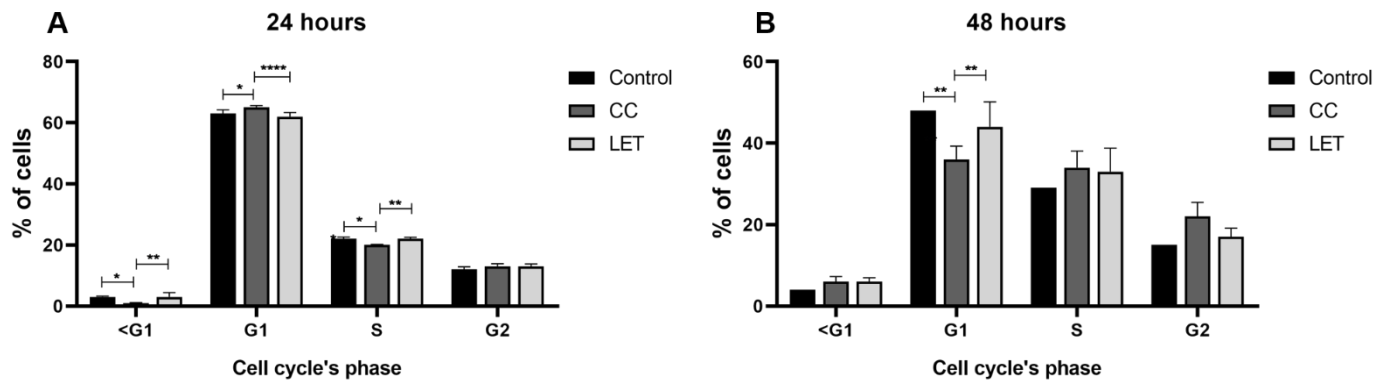 A
24 hours
% of cells
80
60
40
20
0
*
**
*
****
*
*
**
<G1
G1
S
G2
Cell cycle's phase
Control
CC
LET
B
48 hours
% of cells
60
40
20
0
**
**
<G1
G1
S
G2
Cell cycle's phase
Control
CC
LET